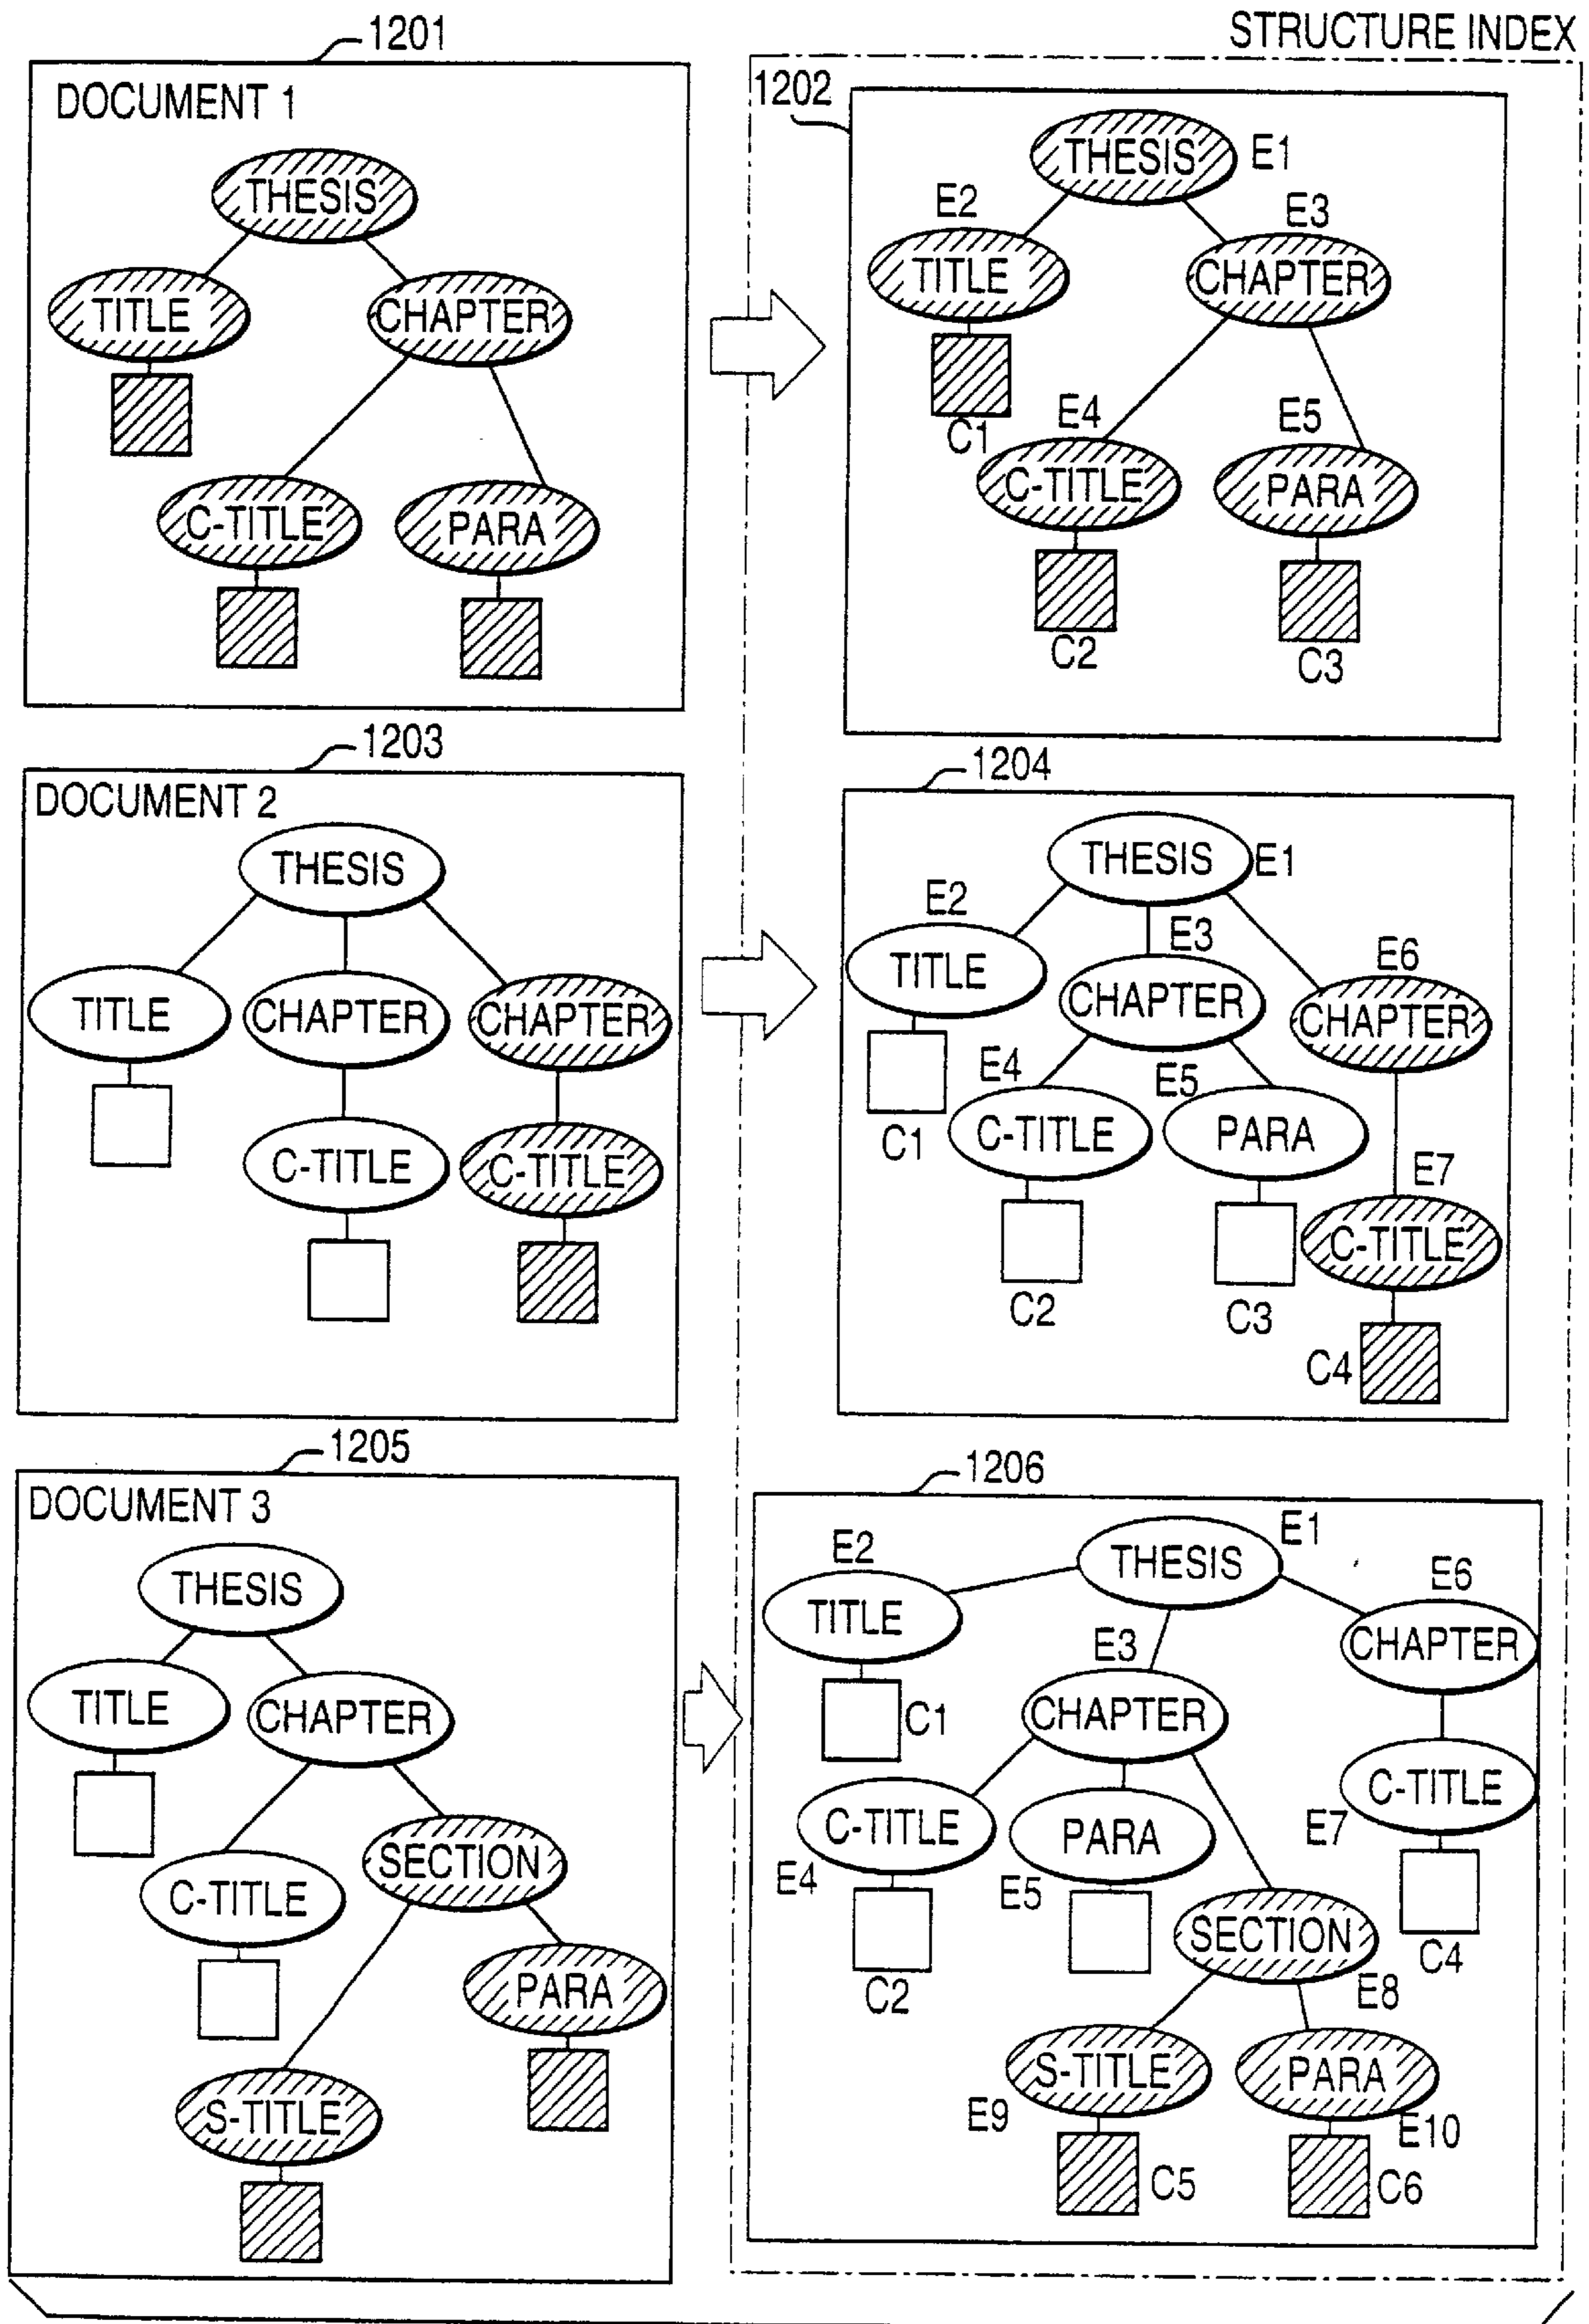 STRUCTURE INDEX
1201
DOCUMENT 1
THESIS
TITLE
CHAPTER
C-TITLE
PARA
1202
THESIS E1
E2
E3
TITLE
CHAPTER
C1
E4
E5
C-TITLE
PARA
C2
C3
1203
DOCUMENT 2
THESIS
TITLE
CHAPTER
CHAPTER
C-TITLE
C-TITLE
1204
THESIS E1
E2
E3
TITLE
E6
CHAPTER
CHAPTER
E4
E5
C1
C-TITLE
PARA
E7
C-TITLE
C2
C3
C4
1205
DOCUMENT 3
THESIS
TITLE
CHAPTER
SECTION
C-TITLE
PARA
S-TITLE
1206
E1
E2
THESIS
E6
TITLE
E3
CHAPTER
C1
CHAPTER
C-TITLE
C-TITLE
PARA
E7
E4
E5
SECTION
C4
C2
E8
S-TITLE
PARA
E9
E10
C5
C6